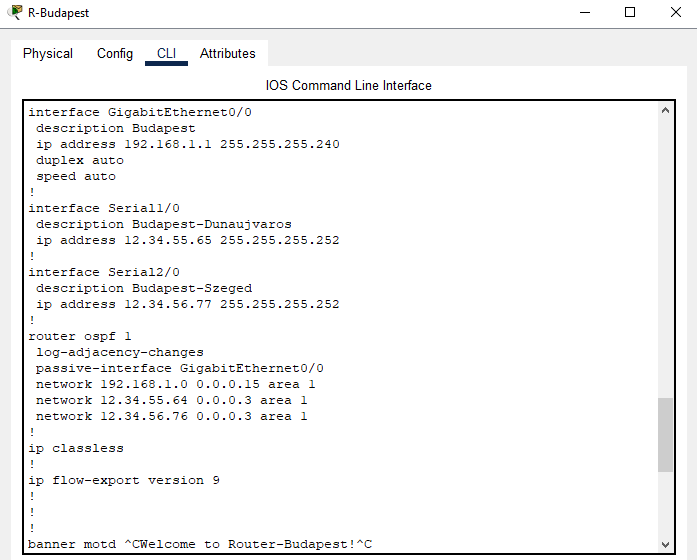 R-Budapest
Physical Config CLI Attributes
IOS Command Line Interface
interface GigabitEthernet0/0
description Budapest
ip address 192.168.1.1 255.255.255.240
duplex auto
speed auto
!
interface Serial1/0
description Budapest-Dunaujvaros
ip address 12.34.55.65 255.255.255.252
!
interface Serial2/0
description Budapest-Szeged
ip address 12.34.56.77 255.255.255.252
!
router ospf 1
log-adjacency-changes
passive-interface GigabitEthernet0/0
network 192.168.1.0 0.0.0.15 area 1
network 12.34.55.64 0.0.0.3 area 1
network 12.34.56.76 0.0.0.3 area 1
!
ip classless
!
ip flow-export version 9
!
!
!
banner motd ^CWelcome to Router-Budapest!^C